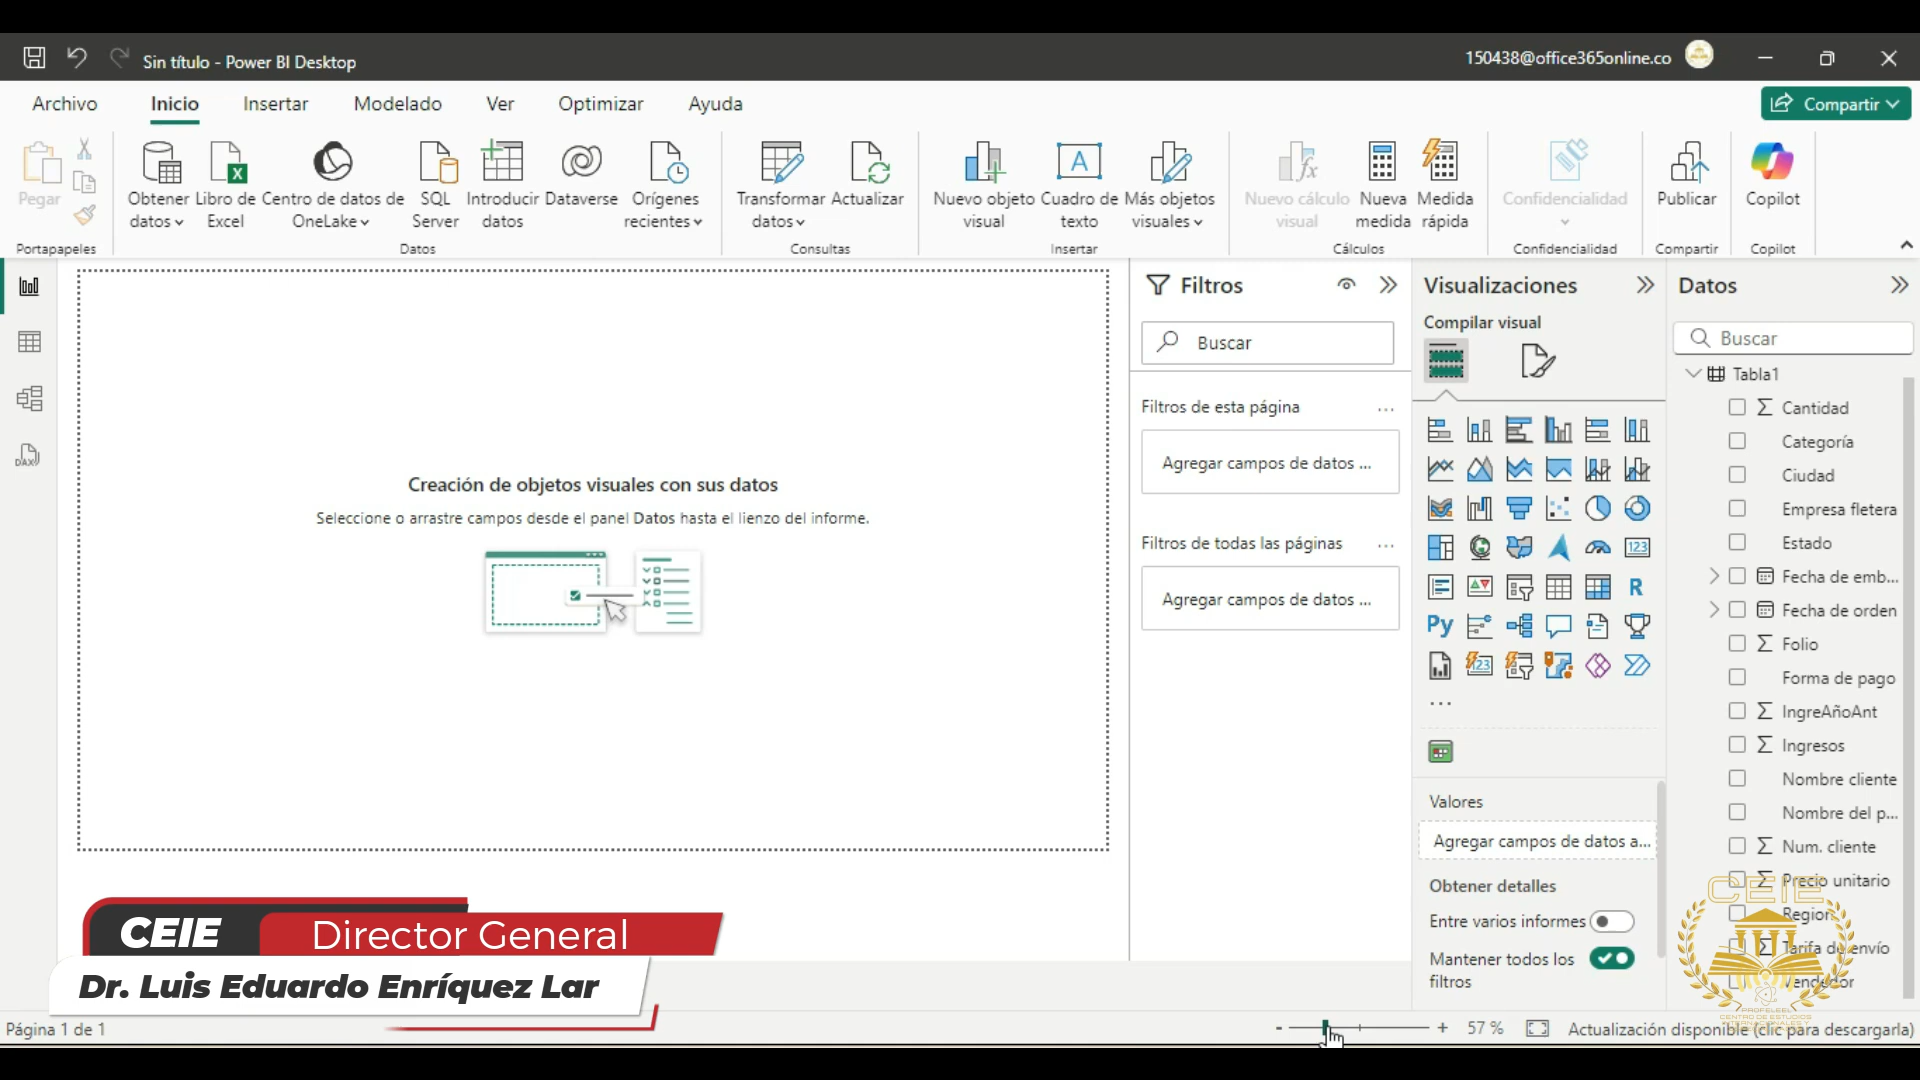 Sin título - Power BI Desktop
150438@office365online.co
Archivo
Inicio
Insertar
Modelado
Ver
Optimizar
Ayuda
Compartir
Pegar
Obtener datos
Libro de Excel
Centro de datos de OneLake
SQL Server
Introducir datos
Dataverse
Orígenes recientes
Transformar datos
Actualizar
Nuevo objeto visual
A
Cuadro de texto
Más objetos visuales
Nuevo cálculo visual
Nueva medida
Medida rápida
Confidencialidad
Publicar
Copilot
Portapapeles
Datos
Consultas
Insertar
Cálculos
Confidencialidad
Compartir
Copilot
DAX
Creación de objetos visuales con sus datos
Seleccione o arrastre campos desde el panel Datos hasta el lienzo del informe.
Filtros
Buscar
Filtros de esta página
...
Agregar campos de datos ...
Filtros de todas las páginas
...
Agregar campos de datos ...
Visualizaciones
Compilar visual
123
R
Py
123
...
Valores
Agregar campos de datos a...
Obtener detalles
Entre varios informes
Mantener todos los
filtros
Datos
Buscar
Tabla1
Σ Cantidad
Categoría
Ciudad
Empresa fletera
Estado
Fecha de emb...
Fecha de orden
Σ Folio
Forma de pago
Σ IngreAñoAnt
Σ Ingresos
Nombre cliente
Nombre del p...
Σ Num. cliente
Σ Precio unitario
Region
Σ Tarifa de envío
Vendedor
CEIE
CEIE
Director General
Dr. Luis Eduardo Enríquez Lar
Página 1 de 1
- + 57 %
Actualización disponible (clic para descargarla)